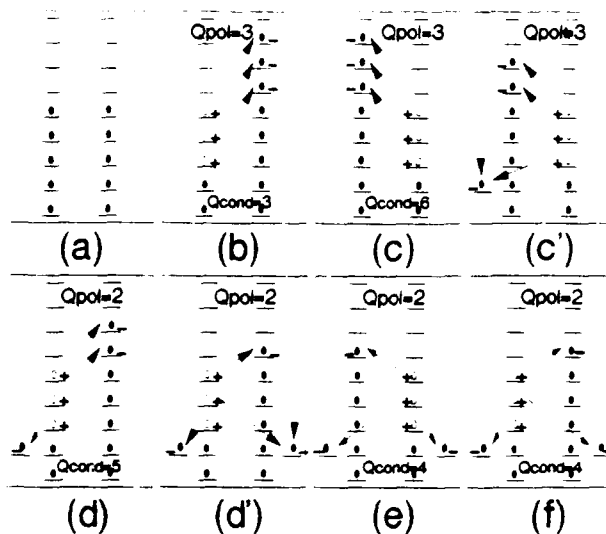 Qpol=3 Qpol=3 Qpol=3
Qcond=3 Qcond=6
(a) (b) (c) (c')
Qpol=2 Qpol=2 Qpol=2 Qpol=2
Qcond=5 Qcond=4 Qcond=4
(d) (d') (e) (f)